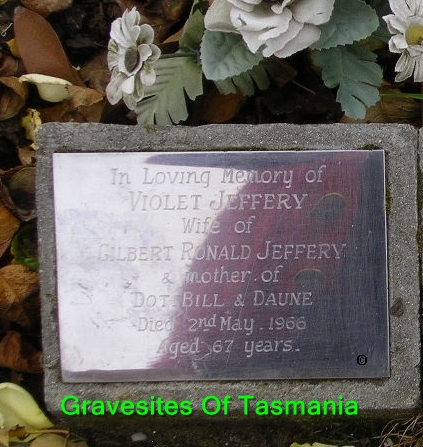 In Loving Memory of
VIOLET JEFFERY
Wife of
GILBERT RONALD JEFFERY
& mother of
DOT, BILL & DAUNE
Died 2nd May. 1966
Aged 67 years.
©
Gravesites Of Tasmania